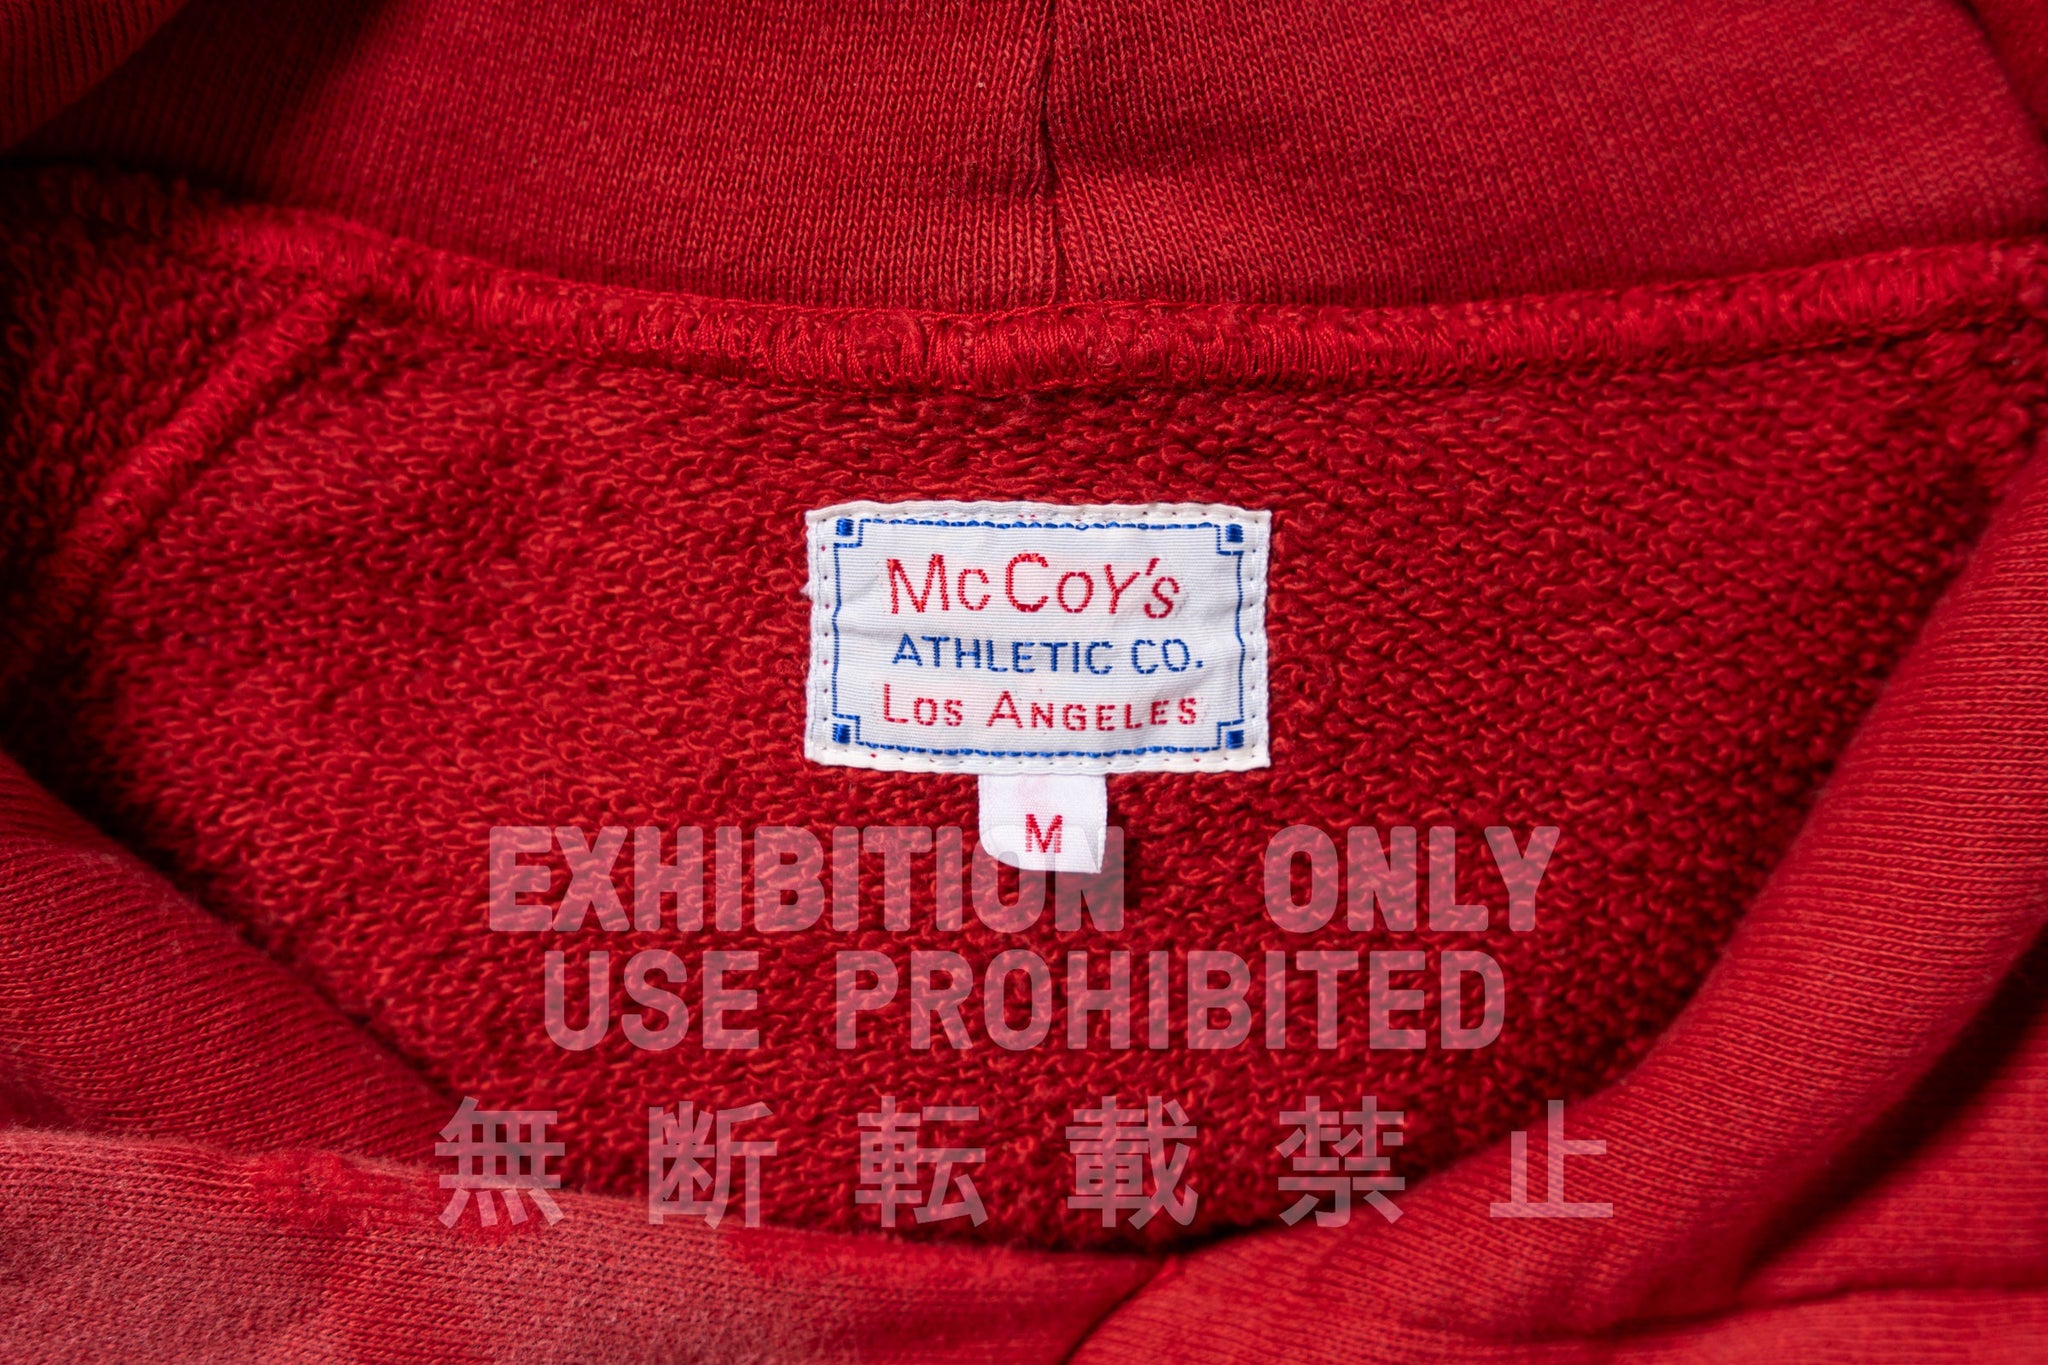 McCoy's
ATHLETIC CO.
Los Angeles
M
EXHIBITION ONLY
USE PROHIBITED
無断転載禁止